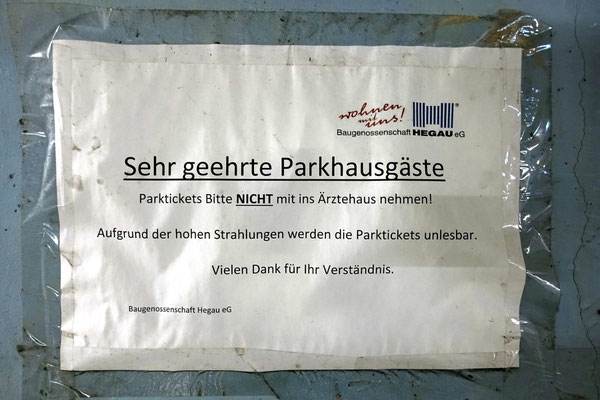 wohnen
mit
uns!
Baugenossenschaft HEGAU eG
Sehr geehrte Parkhausgäste
Parktickets Bitte NICHT mit ins Ärztehaus nehmen!
Aufgrund der hohen Strahlungen werden die Parktickets unlesbar.
Vielen Dank für Ihr Verständnis.
Baugenossenschaft Hegau eG